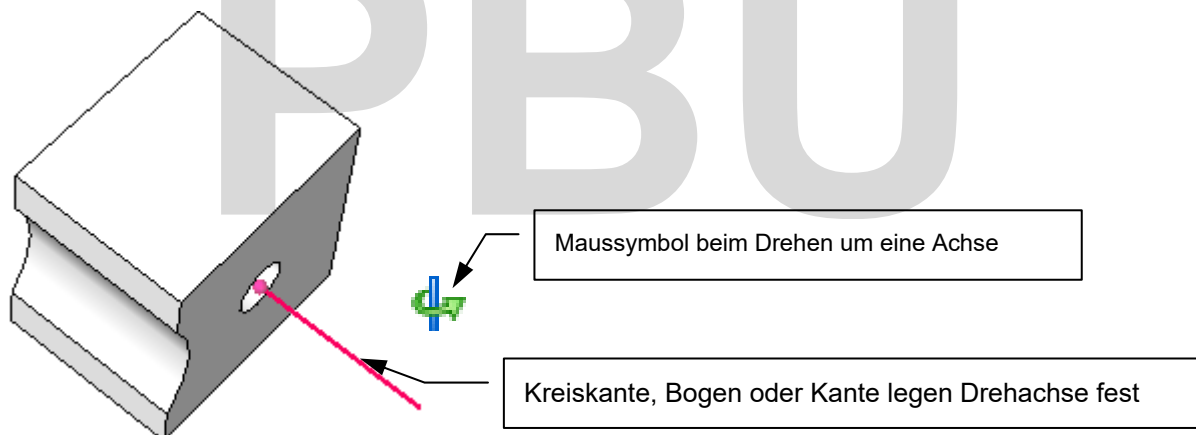 PBU
Maussymbol beim Drehen um eine Achse
Kreiskante, Bogen oder Kante legen Drehachse fest